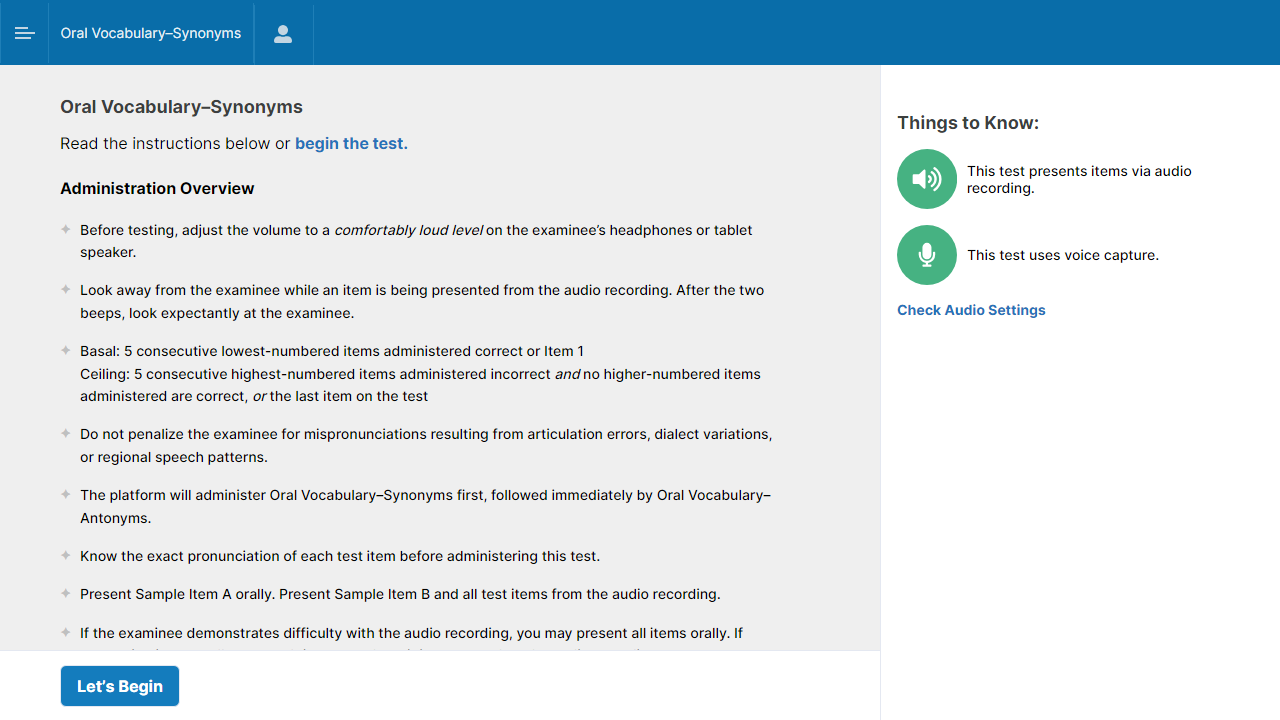 Oral Vocabulary–Synonyms
Oral Vocabulary–Synonyms
Read the instructions below or begin the test.
Administration Overview
Before testing, adjust the volume to a comfortably loud level on the examinee’s headphones or tablet
speaker.
Look away from the examinee while an item is being presented from the audio recording. After the two
beeps, look expectantly at the examinee.
Basal: 5 consecutive lowest-numbered items administered correct or Item 1
Ceiling: 5 consecutive highest-numbered items administered incorrect and no higher-numbered items
administered are correct, or the last item on the test
Do not penalize the examinee for mispronunciations resulting from articulation errors, dialect variations,
or regional speech patterns.
The platform will administer Oral Vocabulary–Synonyms first, followed immediately by Oral Vocabulary–
Antonyms.
Know the exact pronunciation of each test item before administering this test.
Present Sample Item A orally. Present Sample Item B and all test items from the audio recording.
If the examinee demonstrates difficulty with the audio recording, you may present all items orally. If
Let’s Begin
Things to Know:
This test presents items via audio
recording.
This test uses voice capture.
Check Audio Settings